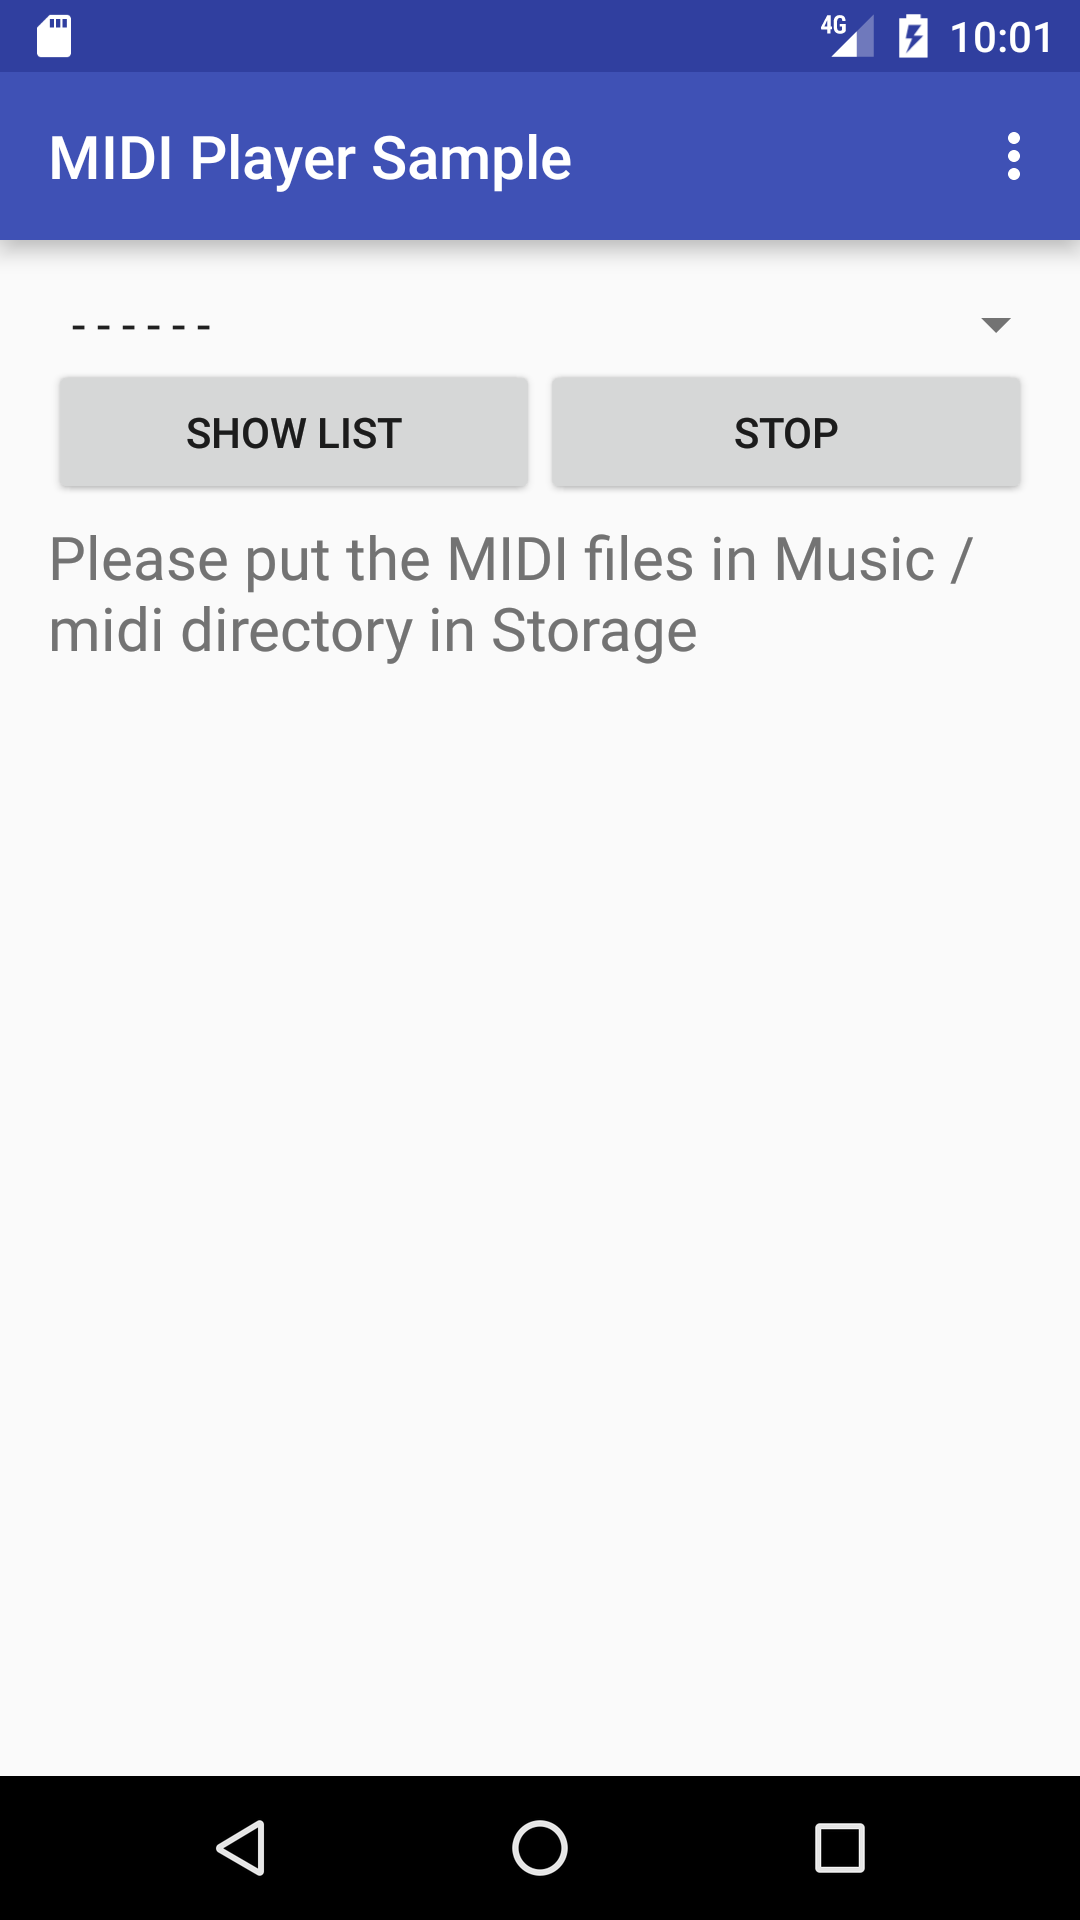 4G 10:01
MIDI Player Sample
- - - - - -
SHOW LIST STOP
Please put the MIDI files in Music /
midi directory in Storage